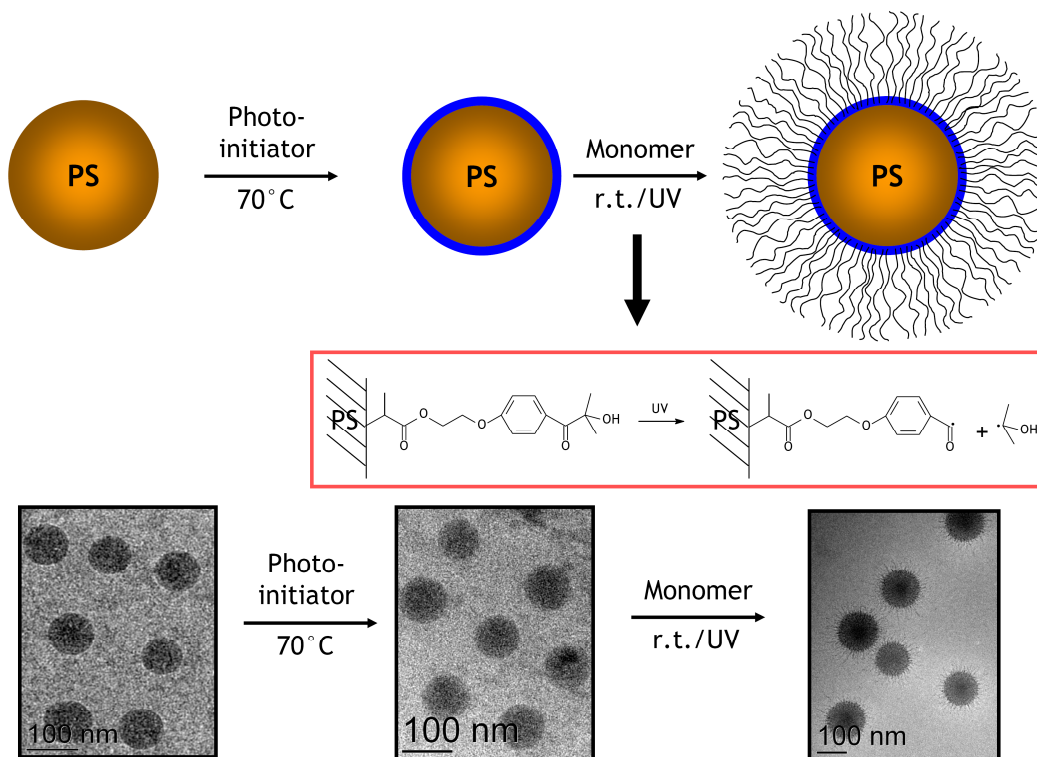 PS
Photo-
initiator
70°C
PS
Monomer
r.t./UV
PS
PS
O
O
O
O
OH
UV
PS
O
O
O
O
+
OH
100 nm
Photo-
initiator
70°C
100 nm
Monomer
r.t./UV
100 nm